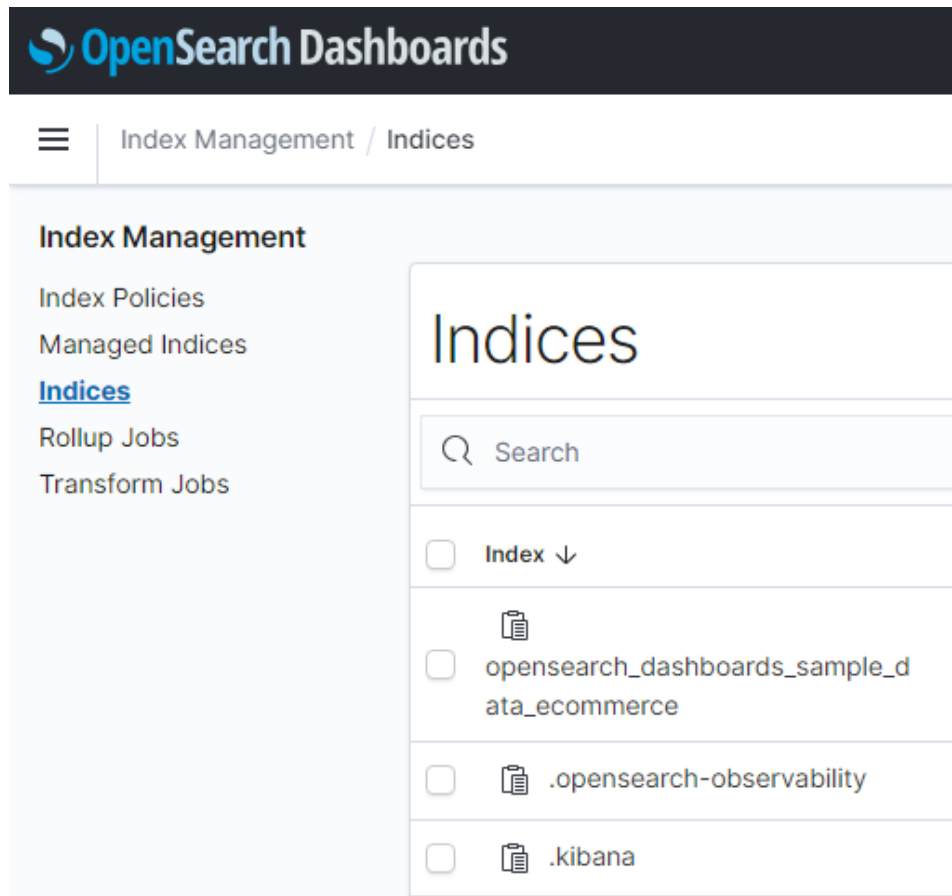 OpenSearch Dashboards
Index Management / Indices
Index Management
Index Policies
Managed Indices
Indices
Rollup Jobs
Transform Jobs
Indices
Search
Index
opensearch_dashboards_sample_d
ata_ecommerce
.opensearch-observability
.kibana